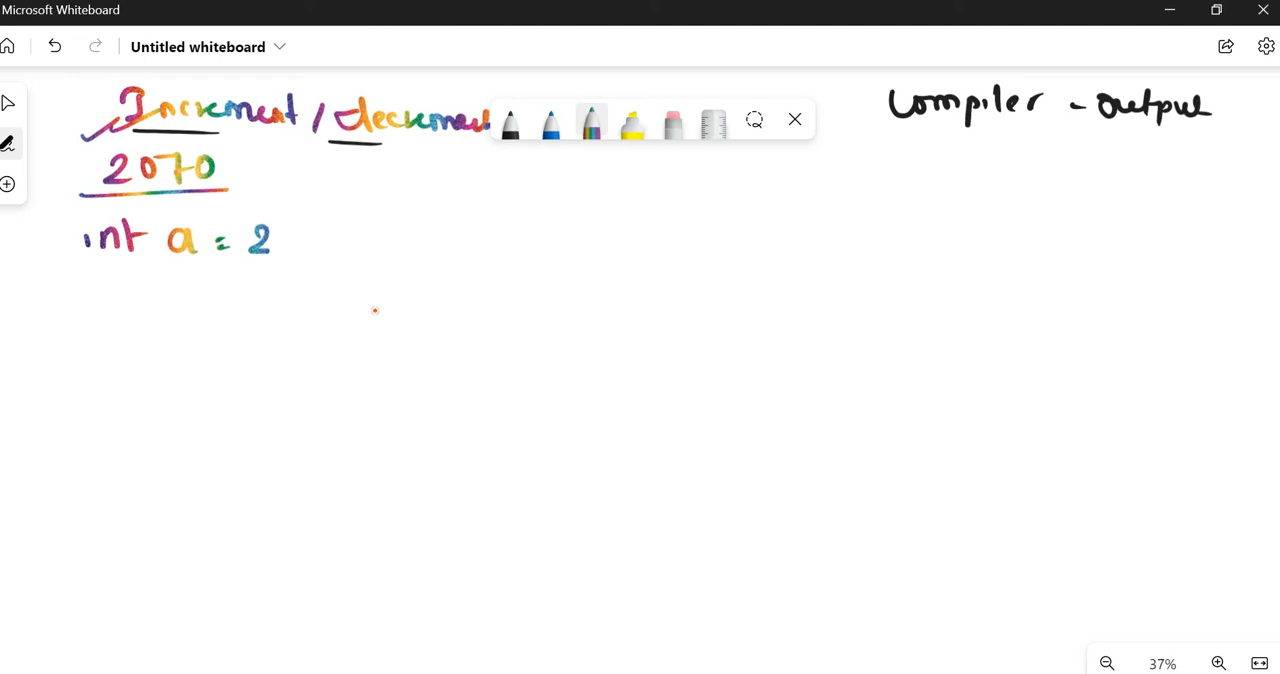 Microsoft Whiteboard
Untitled whiteboard
Increment / decrement
compiler - output
2070
int a = 2
37%